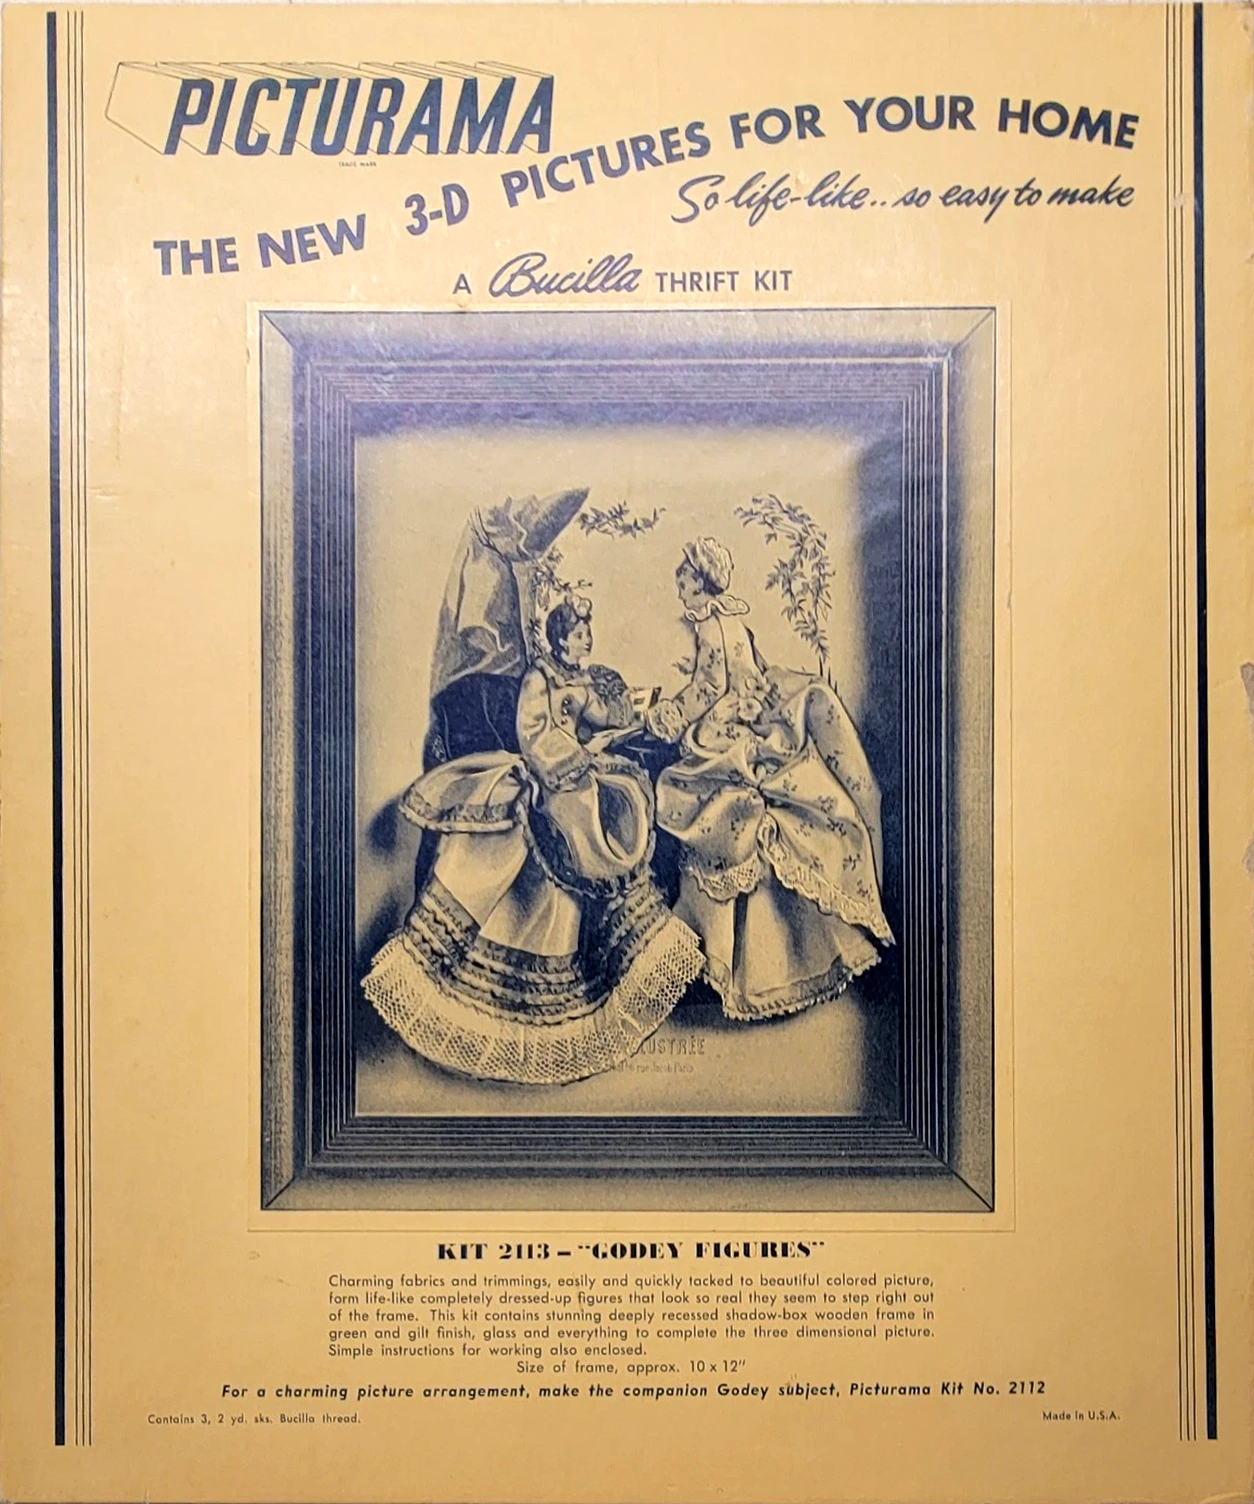 PICTURAMA
TRADE MARK
THE NEW 3-D PICTURES FOR YOUR HOME
So life-like.. so easy to make
A Bucilla THRIFT KIT
LUSTRÉE
rue Jacob Paris
KIT 2113 – "GODEY FIGURES"
Charming fabrics and trimmings, easily and quickly tacked to beautiful colored picture,
form life-like completely dressed-up figures that look so real they seem to step right out
of the frame. This kit contains stunning deeply recessed shadow-box wooden frame in
green and gilt finish, glass and everything to complete the three dimensional picture.
Simple instructions for working also enclosed.
Size of frame, approx. 10 x 12"
For a charming picture arrangement, make the companion Godey subject, Picturama Kit No. 2112
Contains 3, 2 yd. sks. Bucilla thread.
Made in U.S.A.